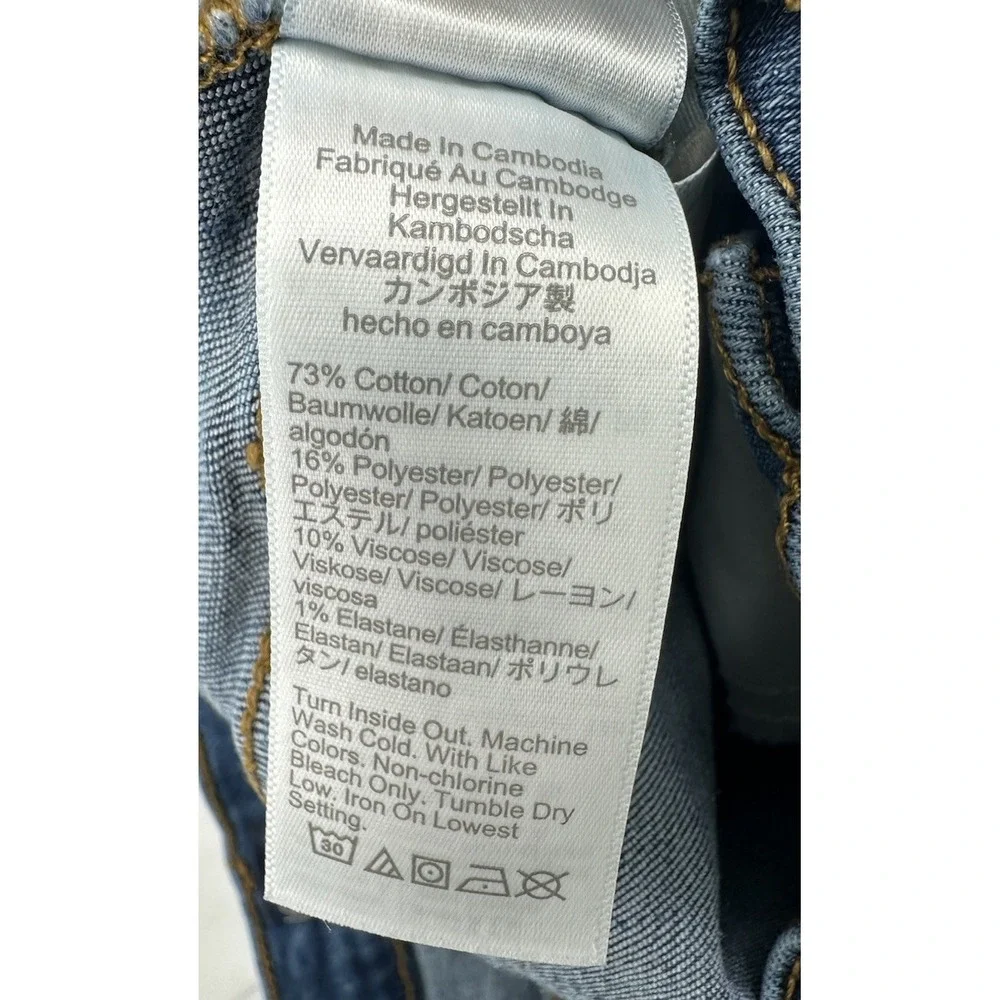 Made In Cambodia
Fabriqué Au Cambodge
Hergestellt In
Kambodscha
Vervaardigd In Cambodja
カンボジア製
hecho en camboya
73% Cotton/ Coton/
Baumwolle/ Katoen/ 綿/
algodón
16% Polyester/ Polyester/
Polyester/ Polyester/ ポリ
エステル/ poliéster
10% Viscose/ Viscose/
Viskose/ Viscose/ レーヨン/
viscosa
1% Elastane/ Élasthanne/
Elastan/ Elastaan/ ポリウレ
タン/ elastano
Turn Inside Out. Machine
Wash Cold. With Like
Colors. Non-chlorine
Bleach Only. Tumble Dry
Low. Iron On Lowest
Setting.
30